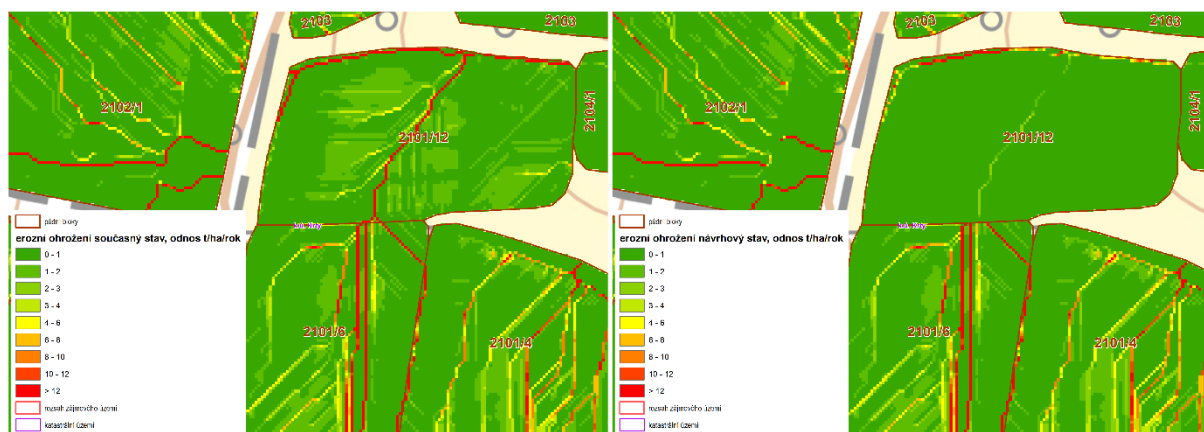 2103
2103
2102/1
2101/12
2104/1
půdní bloky
erozní ohrožení současný stav, odnos t/ha/rok
0 - 1
1 - 2
2 - 3
3 - 4
4 - 6
6 - 8
8 - 10
10 - 12
> 12
rozsah zájmového území
katastrální území
2101/6
2101/4
2103
2103
2102/1
2101/12
2104/1
půdní bloky
erozní ohrožení návrhový stav, odnos t/ha/rok
0 - 1
1 - 2
2 - 3
3 - 4
4 - 6
6 - 8
8 - 10
10 - 12
> 12
rozsah zájmového území
katastrální území
2101/6
2101/4